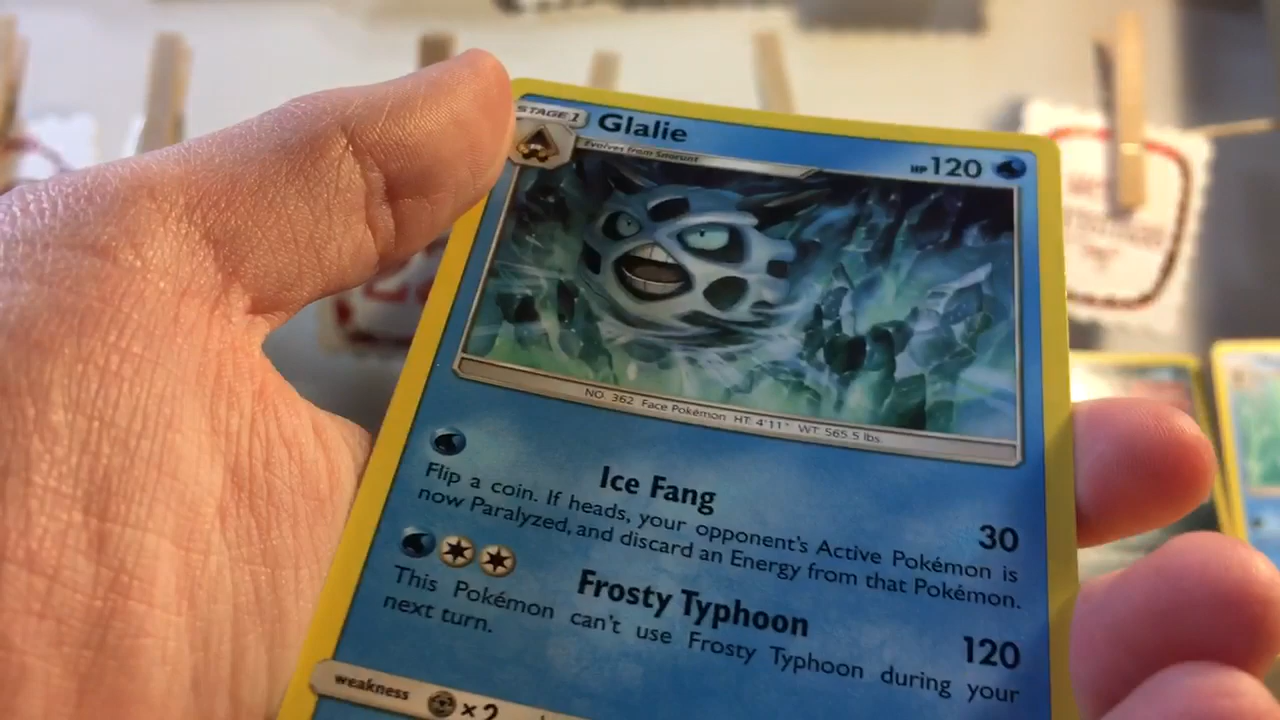 STAGE 1
Glalie
Evolves from Snorunt
HP 120
NO. 362 Face Pokémon HT: 4'11" WT: 565.5 lbs.
Ice Fang 30
Flip a coin. If heads, your opponent's Active Pokémon is
now Paralyzed, and discard an Energy from that Pokémon.
Frosty Typhoon 120
This Pokémon can't use Frosty Typhoon during your
next turn.
weakness ×2